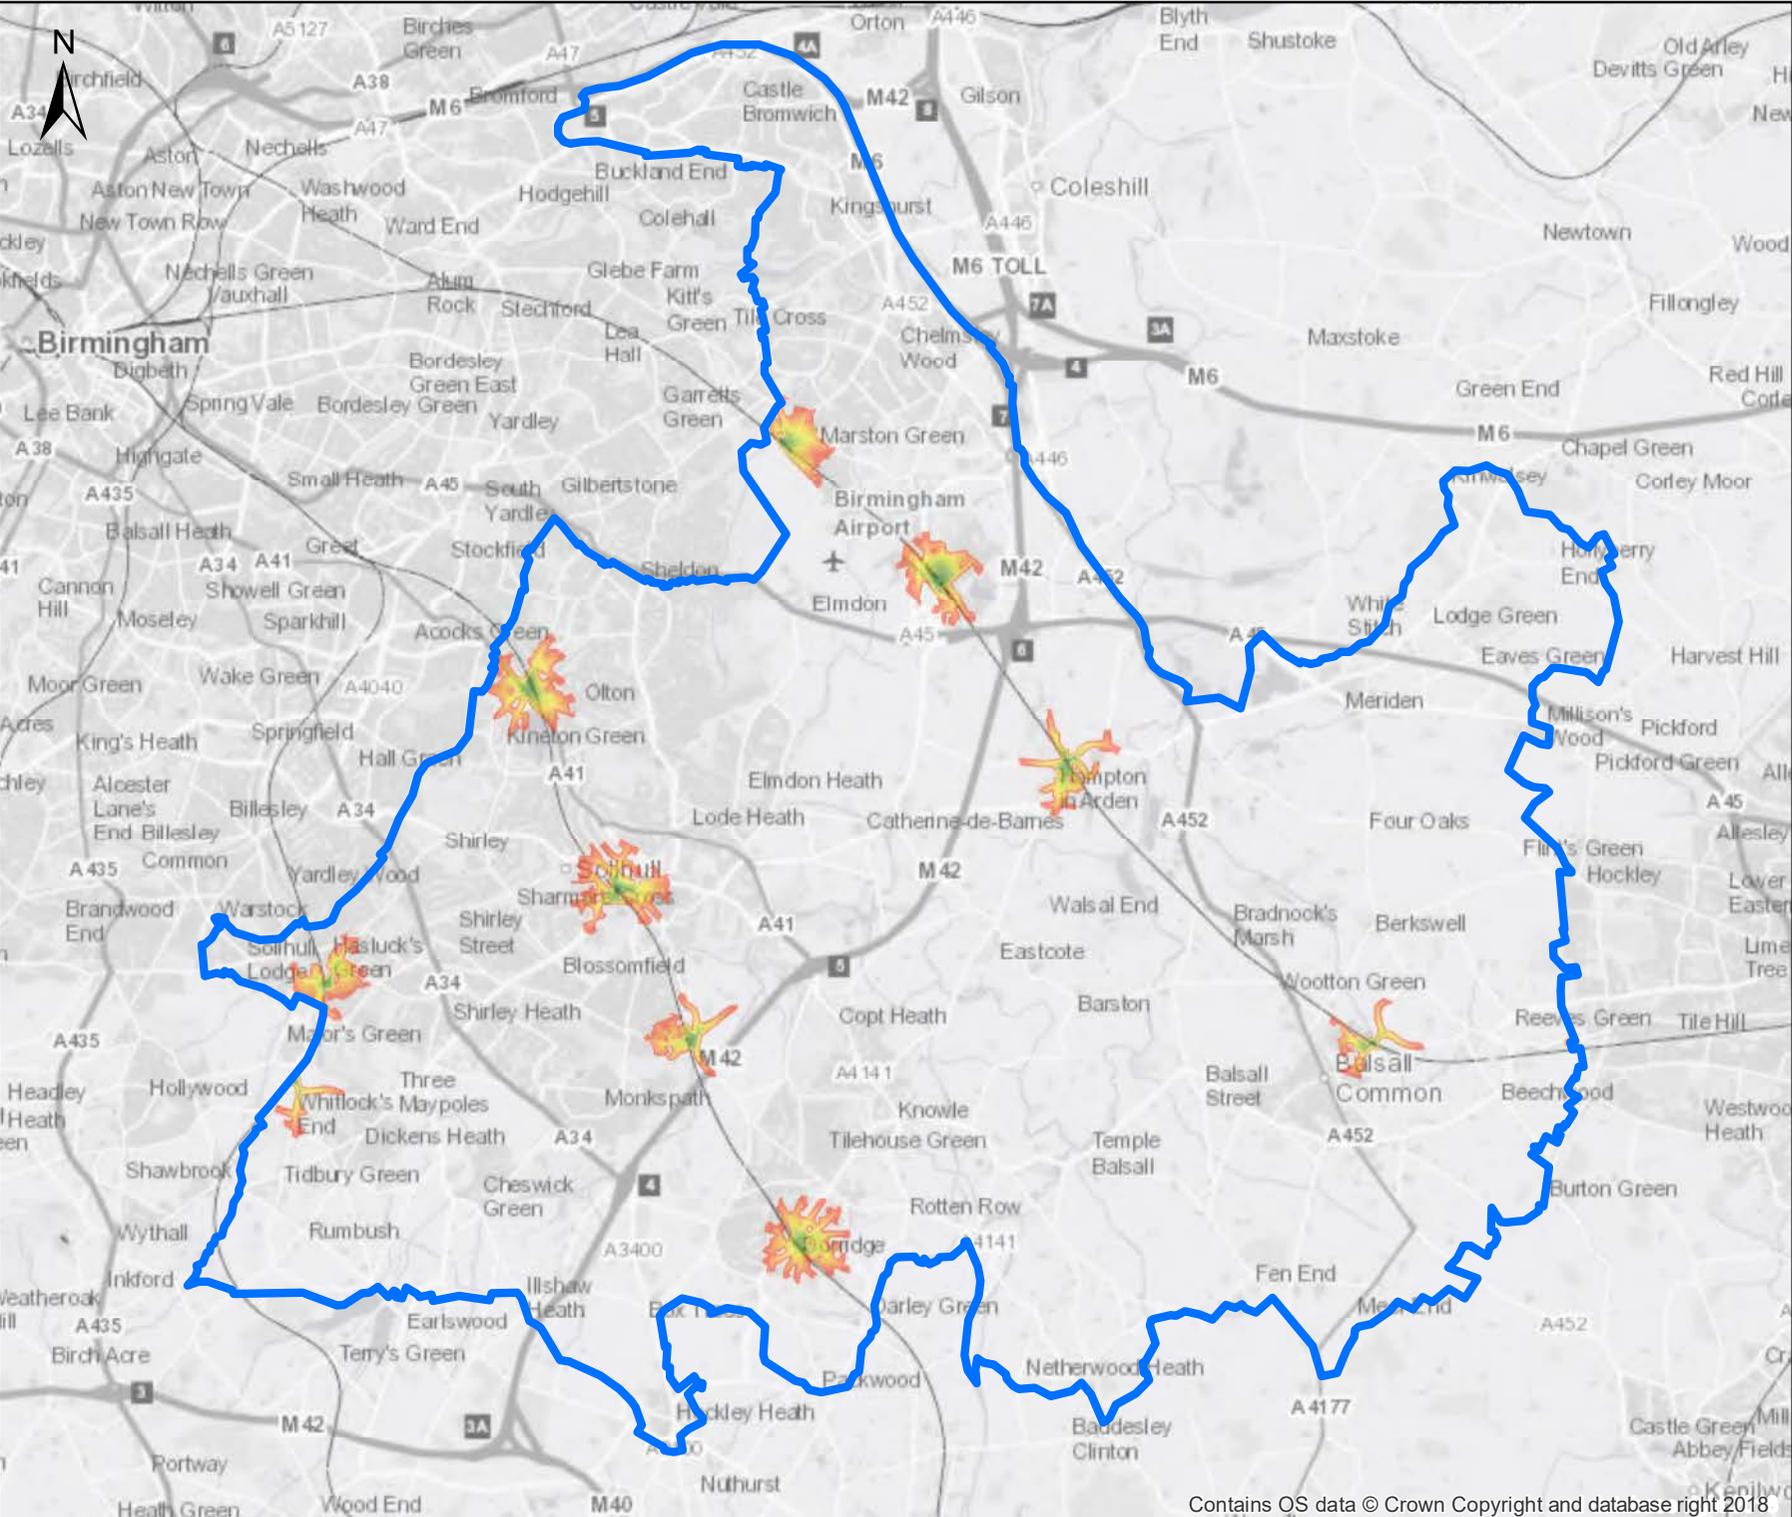 Orton
A446
Blyth
End
Shustoke
Old Arley
Devitts Green
A5127
Birches
Green
6
A47
A452
4A
N
A38
M6
Bromford
5
Castle
Bromwich
M42
8
Gilson
A34
A47
Lozells
Aston
Nechells
M6
Buckland End
Aston New Town
Washwood
Heath
Hodgehill
Coleshill
New Town Row
Ward End
Colehall
Kingshurst
A446
Newtown
Nechells Green
Vauxhall
Alum
Rock
Glebe Farm
M6 TOLL
Stechford
Kitt's
Green
Tile Cross
A452
7A
Fillongley
Birmingham
Digbeth
Lea
Hall
Chelmsley
Wood
3A
Maxstoke
Bordesley
Green East
4
M6
Green End
Red Hill
Lee Bank
Spring Vale
Bordesley Green
Yardley
Garretts
Green
7
A38
Highgate
Marston Green
M6
Chapel Green
A446
A435
Small Heath
A45
South
Yardley
Gilbertstone
Birmingham
Airport
Corley Moor
Balsall Heath
Great
Stockfield
Sheldon
M42
A452
Hollyberry
End
A34
A41
Cannon
Hill
Showell Green
Elmdon
White
Stitch
Lodge Green
Moseley
Sparkhill
Acocks Green
A45
A45
6
Eaves Green
Harvest Hill
Wake Green
Moor Green
A4040
Olton
Meriden
Millison's
Wood
Pickford
Springfield
King's Heath
Hall Green
Kineton Green
Pickford Green
A41
Elmdon Heath
Hampton
in Arden
Alcester
Lane's
End
Billesley
Billesley
Common
A34
Lode Heath
Catherine-de-Barnes
A452
Four Oaks
A45
Allesley
Shirley
Flint's Green
A435
Yardley Wood
Solihull
Sharmans Cross
M42
Hockley
Brandwood
End
Warstock
Shirley
Street
A41
Walsal End
Bradnock's
Marsh
Berkswell
Solihull
Lodge
Hasluck's
Green
Blossomfield
5
Eastcote
A34
Wootton Green
Shirley Heath
Copt Heath
Barston
Reeves Green
Tile Hill
A435
Major's Green
M42
Balsall
Common
Headley
Heath
Hollywood
Three
Maypoles
Whitlock's
End
A4141
Balsall
Street
Beechwood
Monkspath
Knowle
Dickens Heath
A34
Tilehouse Green
Temple
Balsall
A452
Shawbrook
Tidbury Green
Cheswick
Green
4
Burton Green
Rotten Row
Wythall
Rumbush
A3400
Dorridge
A4141
Inkford
Illshaw
Heath
Fen End
Box Trees
Darley Green
Meer End
A435
Earlswood
A452
Birch Acre
Terry's Green
Netherwood Heath
Packwood
3
M42
3A
Hockley Heath
A4177
Baddesley
Clinton
Castle Green
Portway
Nuthurst
Heath Green
Wood End
M40
Contains OS data © Crown Copyright and database right 2018